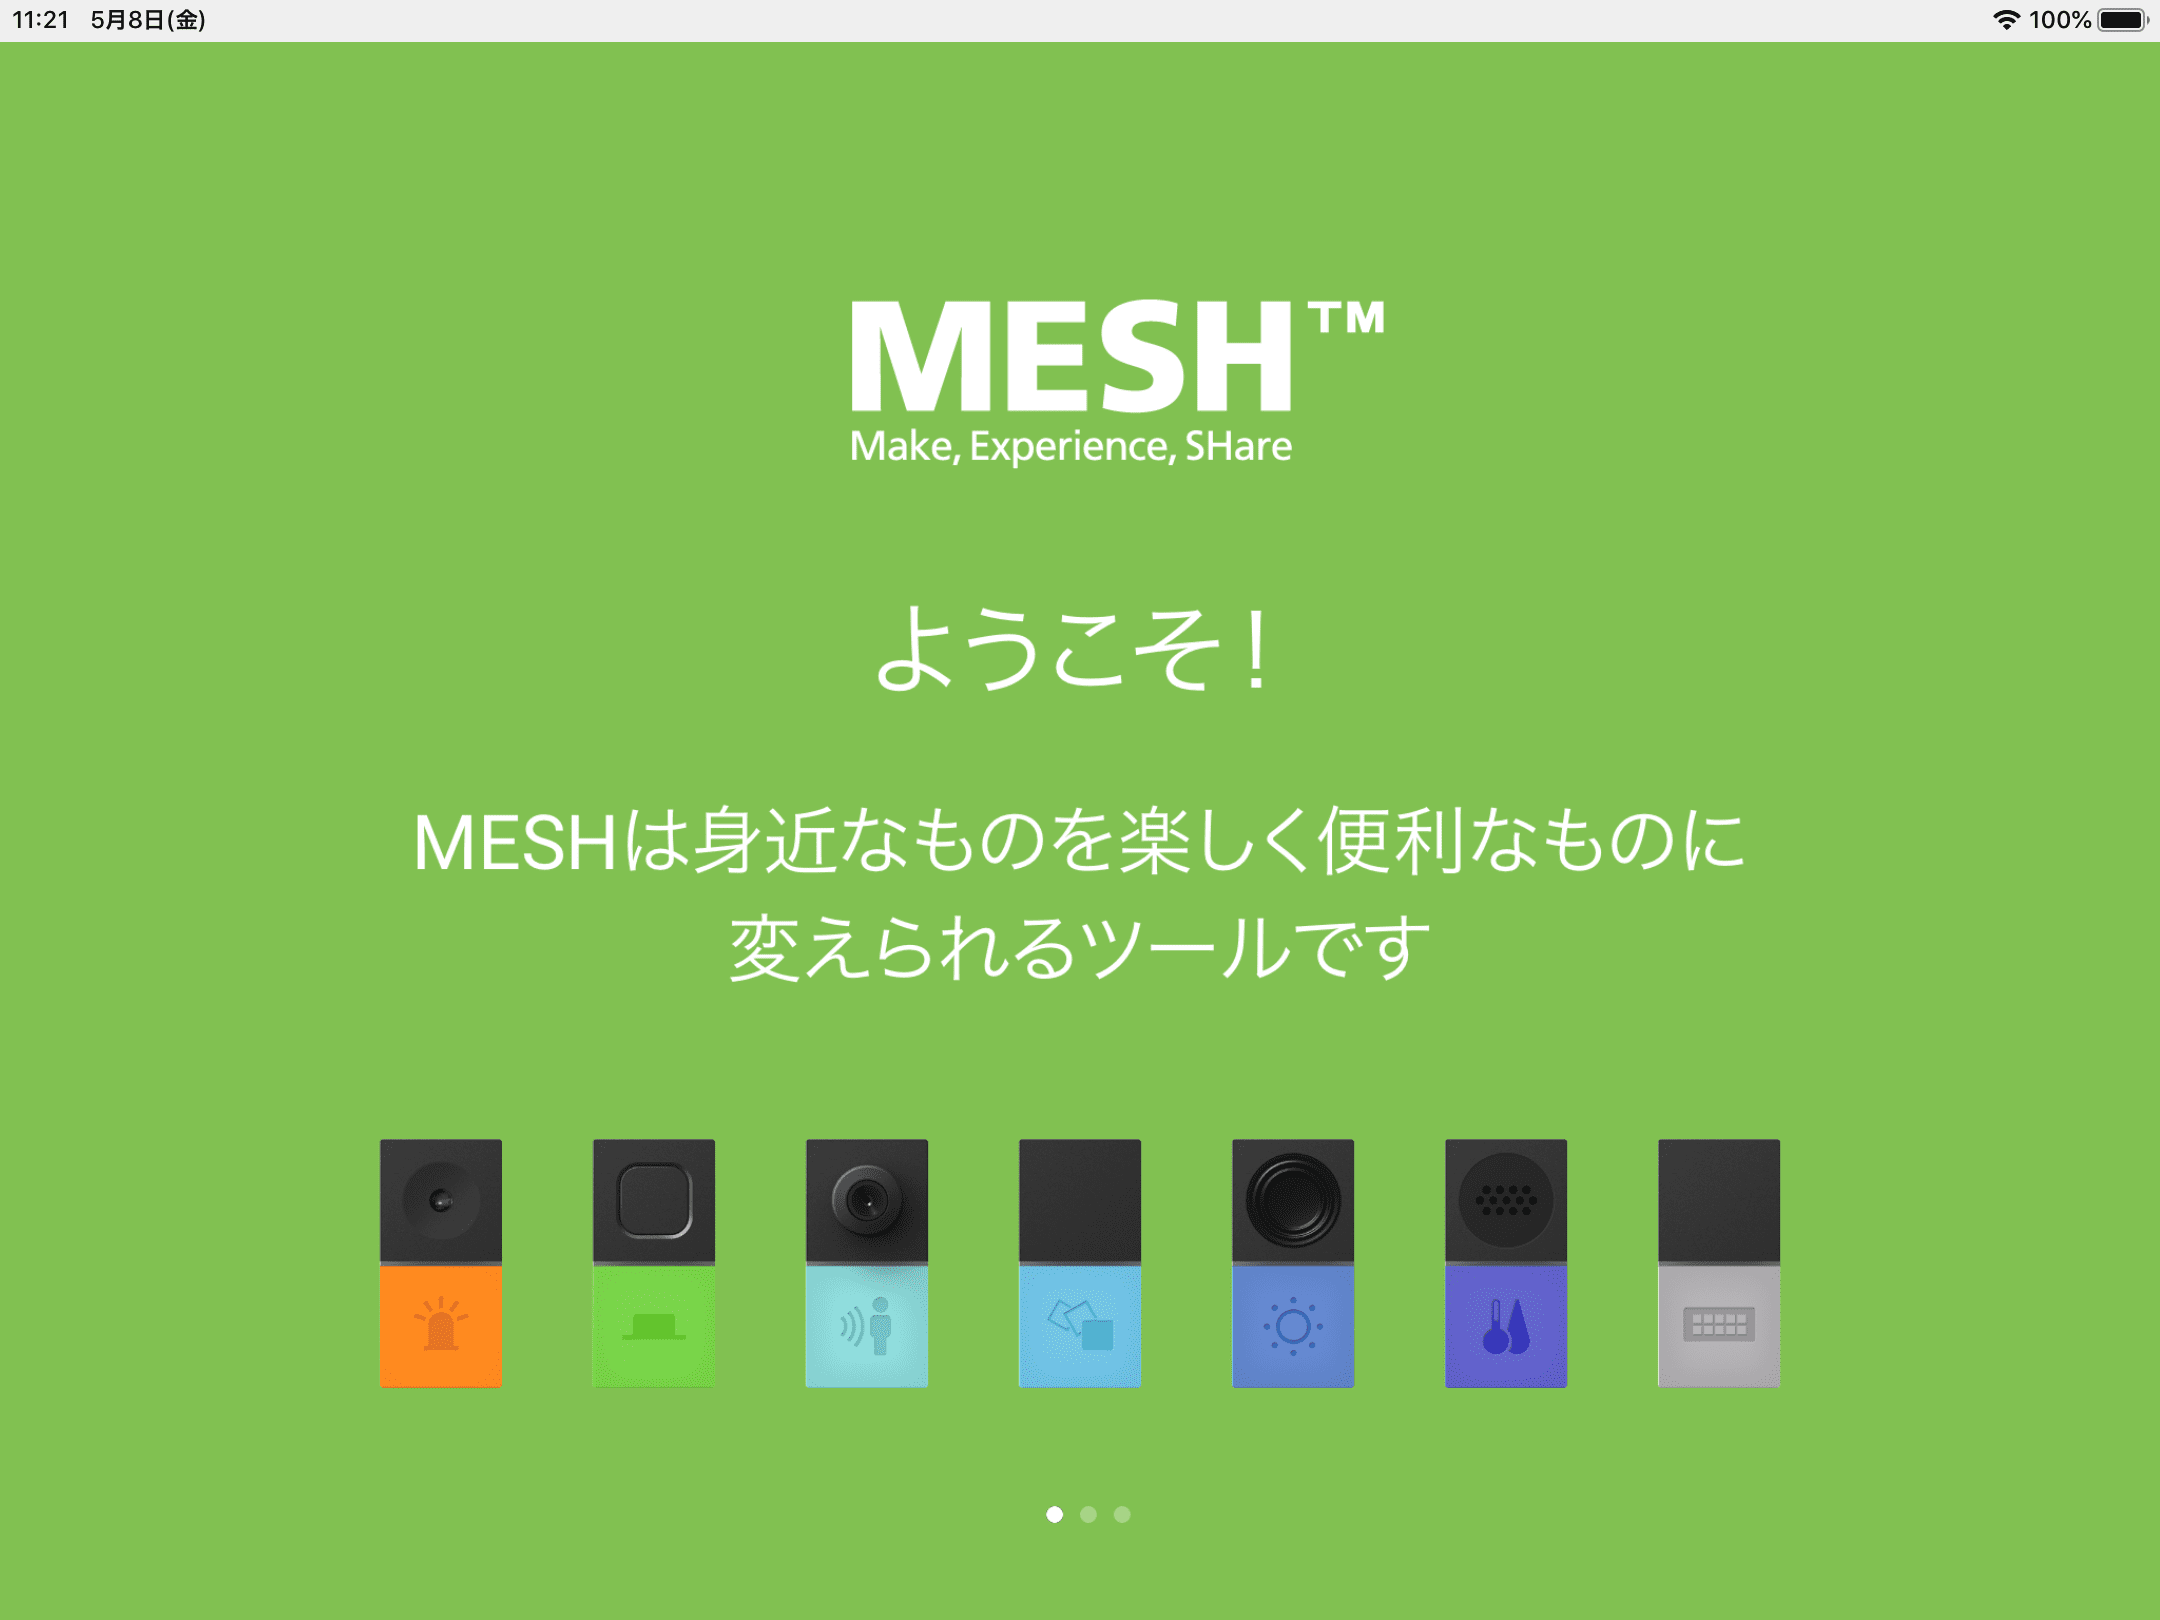 11:21 5月8日(金) 100%
MESH™
Make, Experience, SHare
ようこそ！
MESHは身近なものを楽しく便利なものに
変えられるツールです